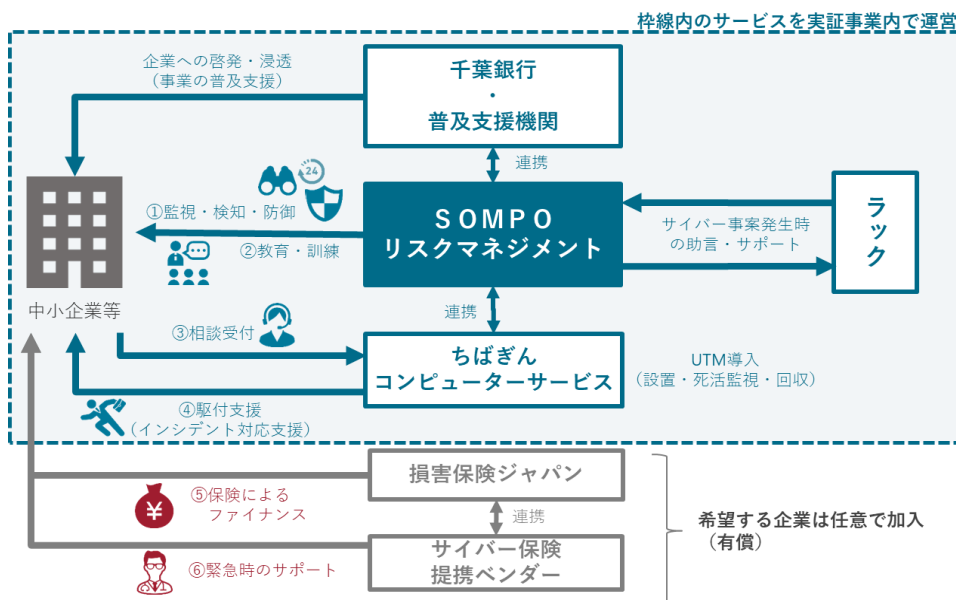 枠線内のサービスを実証事業内で運営
企業への啓発・浸透
（事業の普及支援）
千葉銀行
・
普及支援機関
連携
24
①監視・検知・防御
②教育・訓練
SOMPO
リスクマネジメント
サイバー事案発生時
の助言・サポート
ラック
中小企業等
連携
③相談受付
ちばぎん
コンピューターサービス
UTM導入
（設置・死活監視・回収）
④駆付支援
（インシデント対応支援）
損害保険ジャパン
⑤保険による
ファイナンス
¥
連携
希望する企業は任意で加入
（有償）
サイバー保険
提携ベンダー
⑥緊急時のサポート